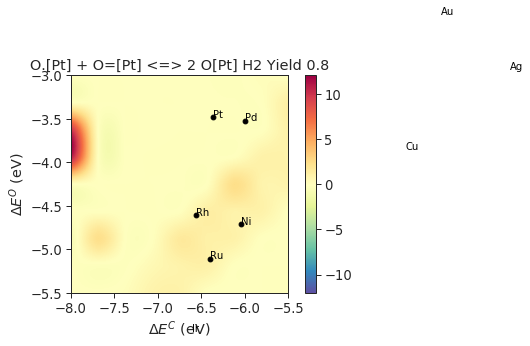 Au
Ag
O.[Pt] + O=[Pt] <=> 2 O[Pt] H2 Yield 0.8
−3.0
−3.5
−4.0
−4.5
−5.0
−5.5
ΔE^O (eV)
Pt
Pd
Rh
Ni
Ru
Cu
10
5
0
−5
−10
−8.0 −7.5 −7.0 −6.5 −6.0 −5.5
ΔE^C (eV)
Ir